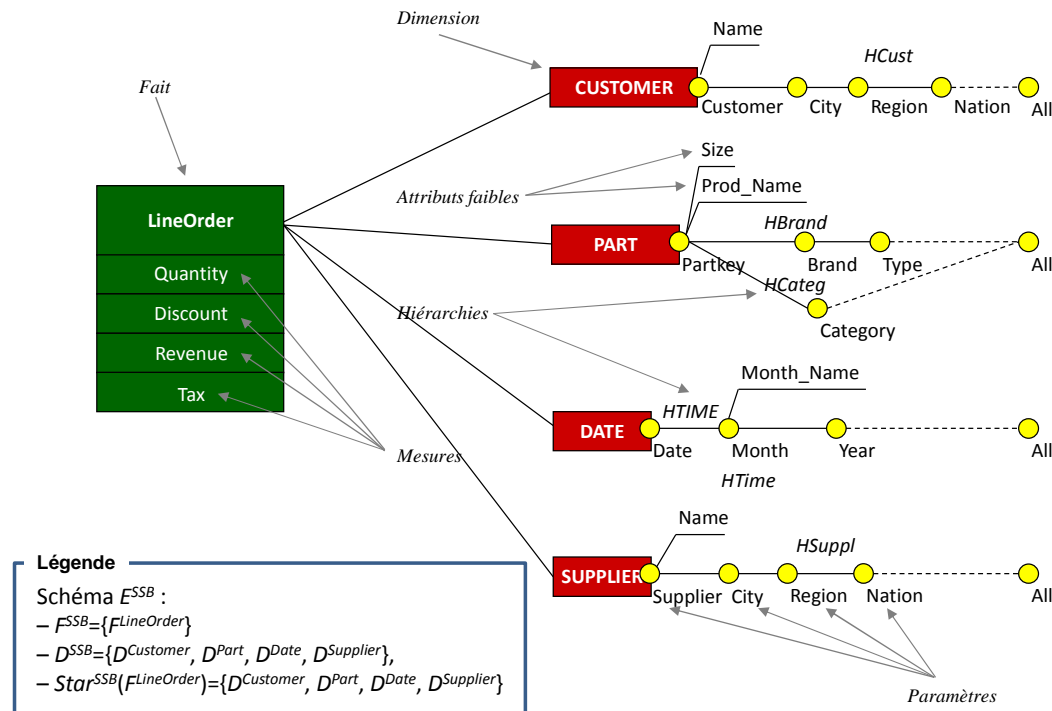 Dimension
Name
HCust
Fait
CUSTOMER
Customer City Region Nation All
Size
Attributs faibles
Prod_Name
LineOrder
HBrand
PART
Partkey Brand Type All
HCateg
Quantity
Discount
Hiérarchies
Category
Revenue
Month_Name
Tax
HTIME
DATE
Date Month Year All
Mesures
HTime
Name
HSuppl
SUPPLIER
Supplier City Region Nation All
Paramètres
Légende
Schéma E^SSB :
– F^SSB={F^LineOrder}
– D^SSB={D^Customer, D^Part, D^Date, D^Supplier},
– Star^SSB(F^LineOrder)={D^Customer, D^Part, D^Date, D^Supplier}